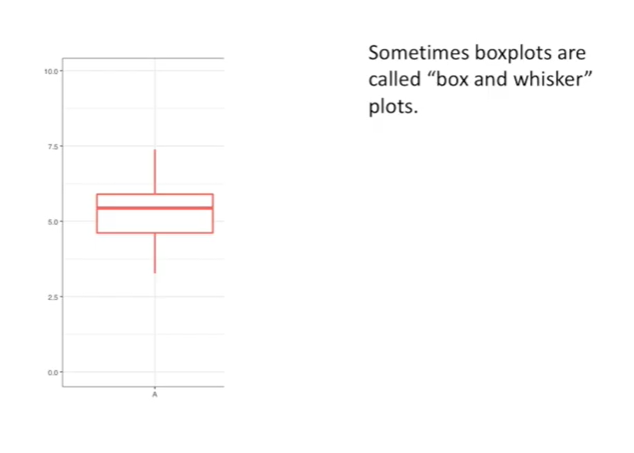 Sometimes boxplots are
called “box and whisker”
plots.
10.0
7.5
5.0
2.5
0.0
A